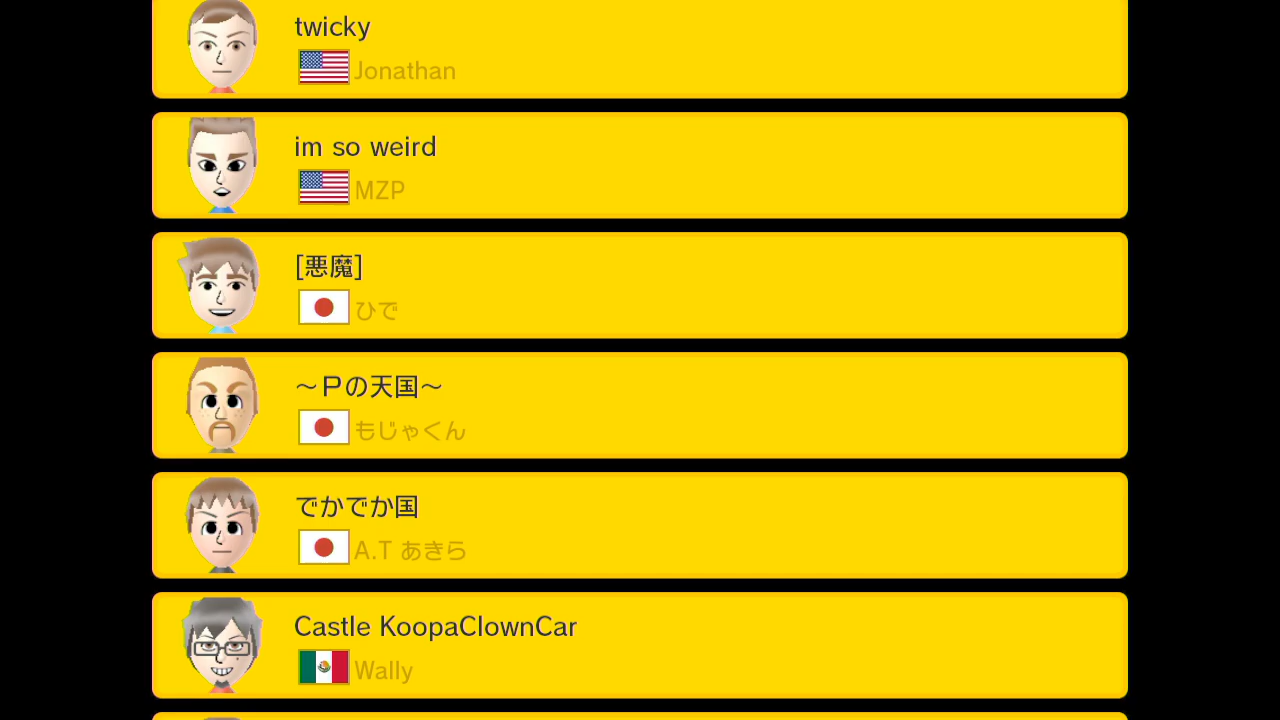 twicky
Jonathan
im so weird
MZP
[悪魔]
ひで
～Ｐの天国～
もじゃくん
でかでか国
A.T あきら
Castle KoopaClownCar
Wally